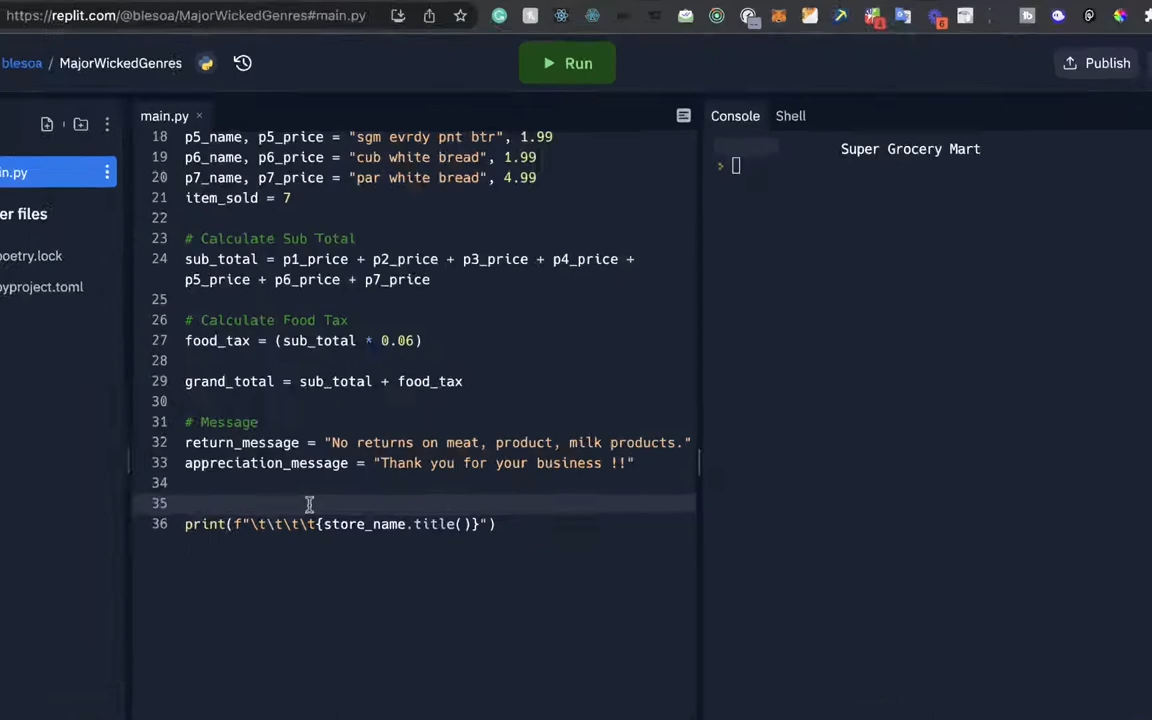 https://replit.com/@blesoa/MajorWickedGenres#main.py
4
6
tb
blesoa / MajorWickedGenres
Run
Publish
main.py ×
Console
Shell
in.py
er files
poetry.lock
pyproject.toml
18 p5_name, p5_price = "sgm evrdy pnt btr", 1.99
19 p6_name, p6_price = "cub white bread", 1.99
20 p7_name, p7_price = "par white bread", 4.99
21 item_sold = 7
22
23 # Calculate Sub Total
24 sub_total = p1_price + p2_price + p3_price + p4_price +
p5_price + p6_price + p7_price
25
26 # Calculate Food Tax
27 food_tax = (sub_total * 0.06)
28
29 grand_total = sub_total + food_tax
30
31 # Message
32 return_message = "No returns on meat, product, milk products."
33 appreciation_message = "Thank you for your business !!"
34
35
36 print(f"\t\t\t\t{store_name.title()}")
Super Grocery Mart
>